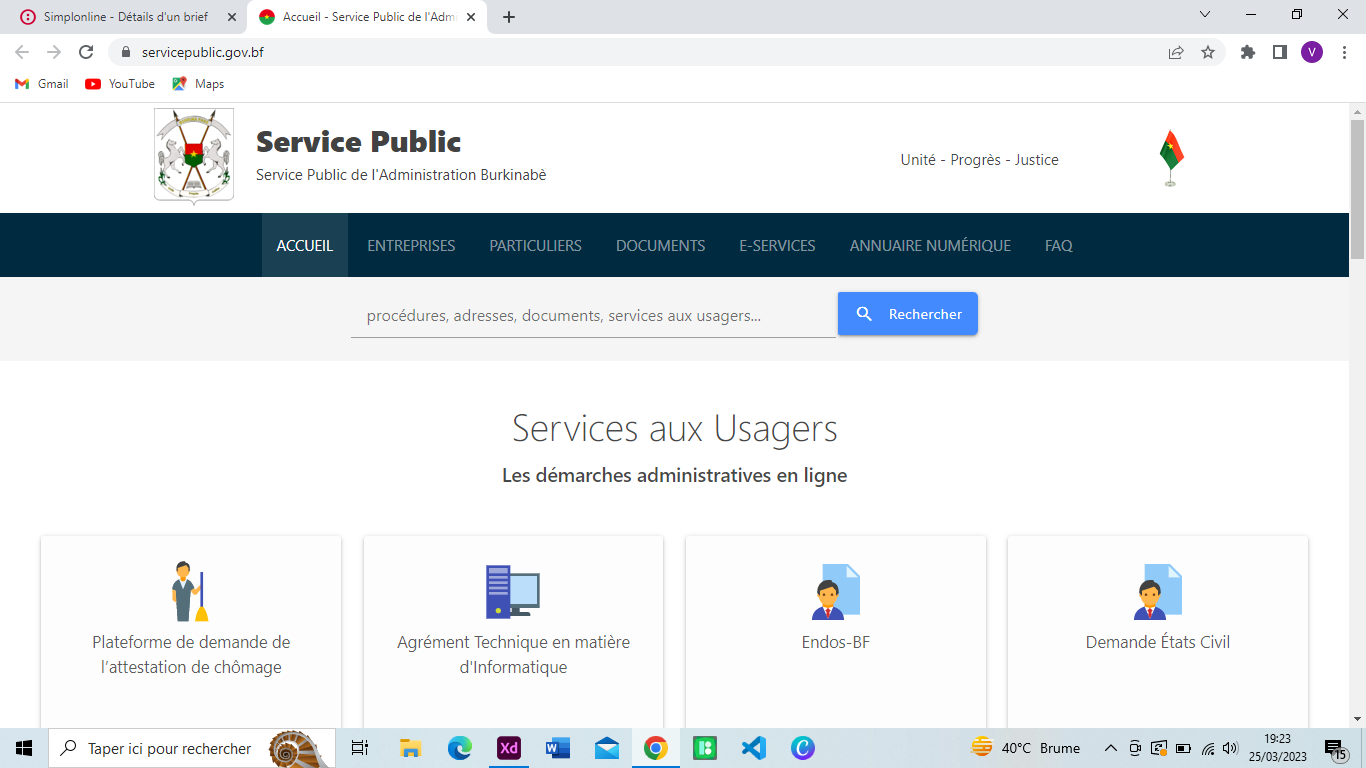 Simplonline - Détails d'un brief
Accueil - Service Public de l'Admi
servicepublic.gov.bf
V
Gmail
YouTube
Maps
Service Public
Service Public de l'Administration Burkinabè
Unité - Progrès - Justice
ACCUEIL
ENTREPRISES
PARTICULIERS
DOCUMENTS
E-SERVICES
ANNUAIRE NUMÉRIQUE
FAQ
procédures, adresses, documents, services aux usagers...
Rechercher
Services aux Usagers
Les démarches administratives en ligne
Plateforme de demande de
l’attestation de chômage
Agrément Technique en matière
d'Informatique
Endos-BF
Demande États Civil
Taper ici pour rechercher
Xd
W
C
40°C Brume
19:23
25/03/2023
15